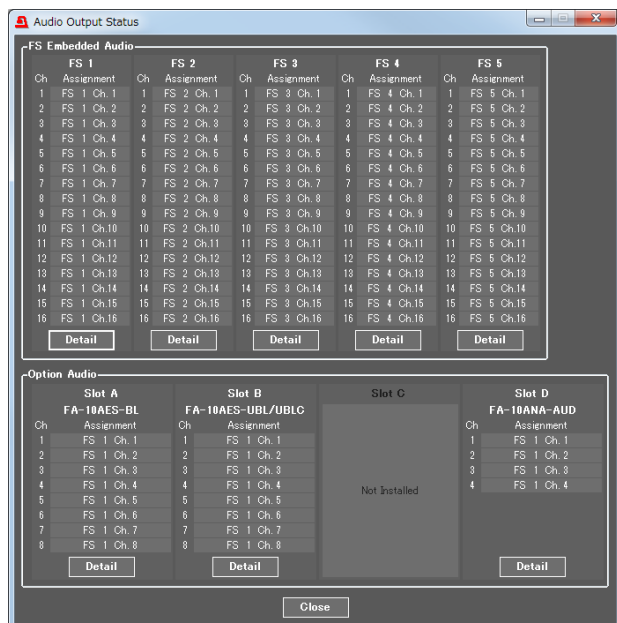 Audio Output Status
FS Embedded Audio
FS 1 FS 2 FS 3 FS 4 FS 5
Ch Assignment Ch Assignment Ch Assignment Ch Assignment Ch Assignment
1 FS 1 Ch. 1 1 FS 2 Ch. 1 1 FS 3 Ch. 1 1 FS 4 Ch. 1 1 FS 5 Ch. 1
2 FS 1 Ch. 2 2 FS 2 Ch. 2 2 FS 3 Ch. 2 2 FS 4 Ch. 2 2 FS 5 Ch. 2
3 FS 1 Ch. 3 3 FS 2 Ch. 3 3 FS 3 Ch. 3 3 FS 4 Ch. 3 3 FS 5 Ch. 3
4 FS 1 Ch. 4 4 FS 2 Ch. 4 4 FS 3 Ch. 4 4 FS 4 Ch. 4 4 FS 5 Ch. 4
5 FS 1 Ch. 5 5 FS 2 Ch. 5 5 FS 3 Ch. 5 5 FS 4 Ch. 5 5 FS 5 Ch. 5
6 FS 1 Ch. 6 6 FS 2 Ch. 6 6 FS 3 Ch. 6 6 FS 4 Ch. 6 6 FS 5 Ch. 6
7 FS 1 Ch. 7 7 FS 2 Ch. 7 7 FS 3 Ch. 7 7 FS 4 Ch. 7 7 FS 5 Ch. 7
8 FS 1 Ch. 8 8 FS 2 Ch. 8 8 FS 3 Ch. 8 8 FS 4 Ch. 8 8 FS 5 Ch. 8
9 FS 1 Ch. 9 9 FS 2 Ch. 9 9 FS 3 Ch. 9 9 FS 4 Ch. 9 9 FS 5 Ch. 9
10 FS 1 Ch.10 10 FS 2 Ch.10 10 FS 3 Ch.10 10 FS 4 Ch.10 10 FS 5 Ch.10
11 FS 1 Ch.11 11 FS 2 Ch.11 11 FS 3 Ch.11 11 FS 4 Ch.11 11 FS 5 Ch.11
12 FS 1 Ch.12 12 FS 2 Ch.12 12 FS 3 Ch.12 12 FS 4 Ch.12 12 FS 5 Ch.12
13 FS 1 Ch.13 13 FS 2 Ch.13 13 FS 3 Ch.13 13 FS 4 Ch.13 13 FS 5 Ch.13
14 FS 1 Ch.14 14 FS 2 Ch.14 14 FS 3 Ch.14 14 FS 4 Ch.14 14 FS 5 Ch.14
15 FS 1 Ch.15 15 FS 2 Ch.15 15 FS 3 Ch.15 15 FS 4 Ch.15 15 FS 5 Ch.15
16 FS 1 Ch.16 16 FS 2 Ch.16 16 FS 3 Ch.16 16 FS 4 Ch.16 16 FS 5 Ch.16
Detail Detail Detail Detail Detail
Option Audio
Slot A Slot B Slot C Slot D
FA-10AES-BL FA-10AES-UBL/UBLC FA-10ANA-AUD
Ch Assignment Ch Assignment Ch Assignment
1 FS 1 Ch. 1 1 FS 1 Ch. 1 1 FS 1 Ch. 1
2 FS 1 Ch. 2 2 FS 1 Ch. 2 2 FS 1 Ch. 2
3 FS 1 Ch. 3 3 FS 1 Ch. 3 3 FS 1 Ch. 3
4 FS 1 Ch. 4 4 FS 1 Ch. 4 Not Installed 4 FS 1 Ch. 4
5 FS 1 Ch. 5 5 FS 1 Ch. 5
6 FS 1 Ch. 6 6 FS 1 Ch. 6
7 FS 1 Ch. 7 7 FS 1 Ch. 7
8 FS 1 Ch. 8 8 FS 1 Ch. 8
Detail Detail Detail
Close